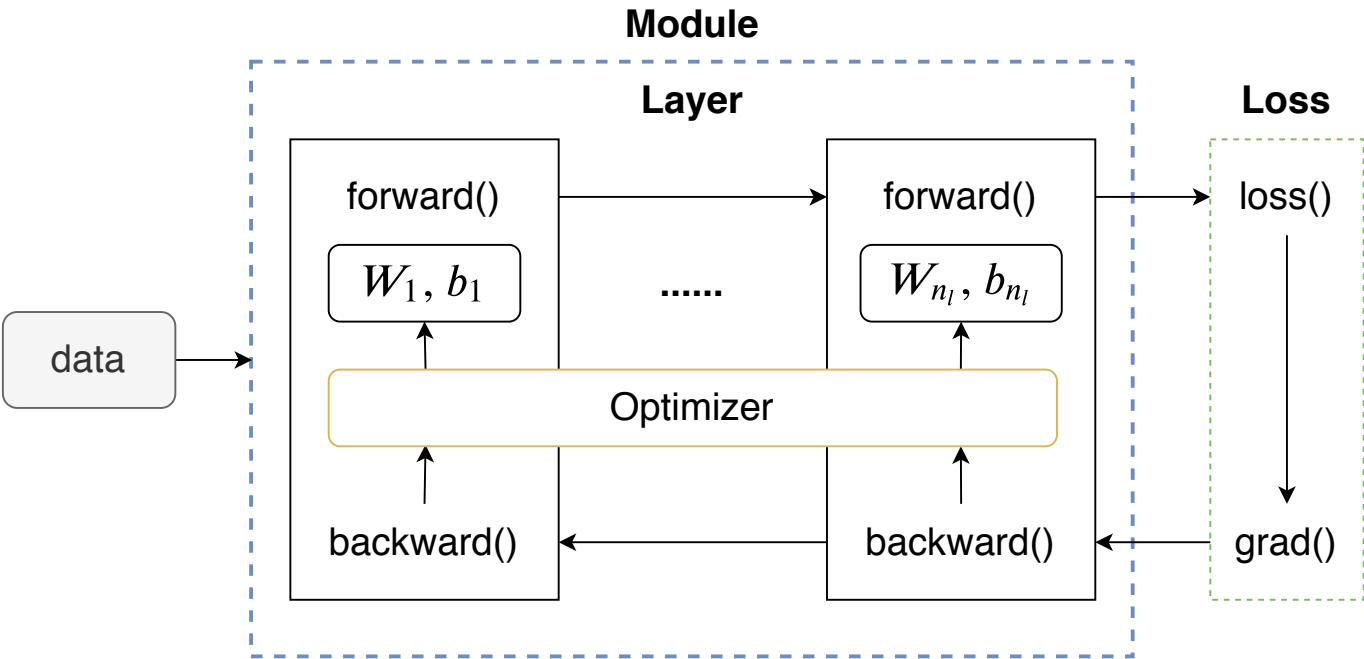 Module
Layer
Loss
forward()
forward()
loss()
W₁, b₁
......
Wₙₗ, bₙₗ
data
Optimizer
backward()
backward()
grad()